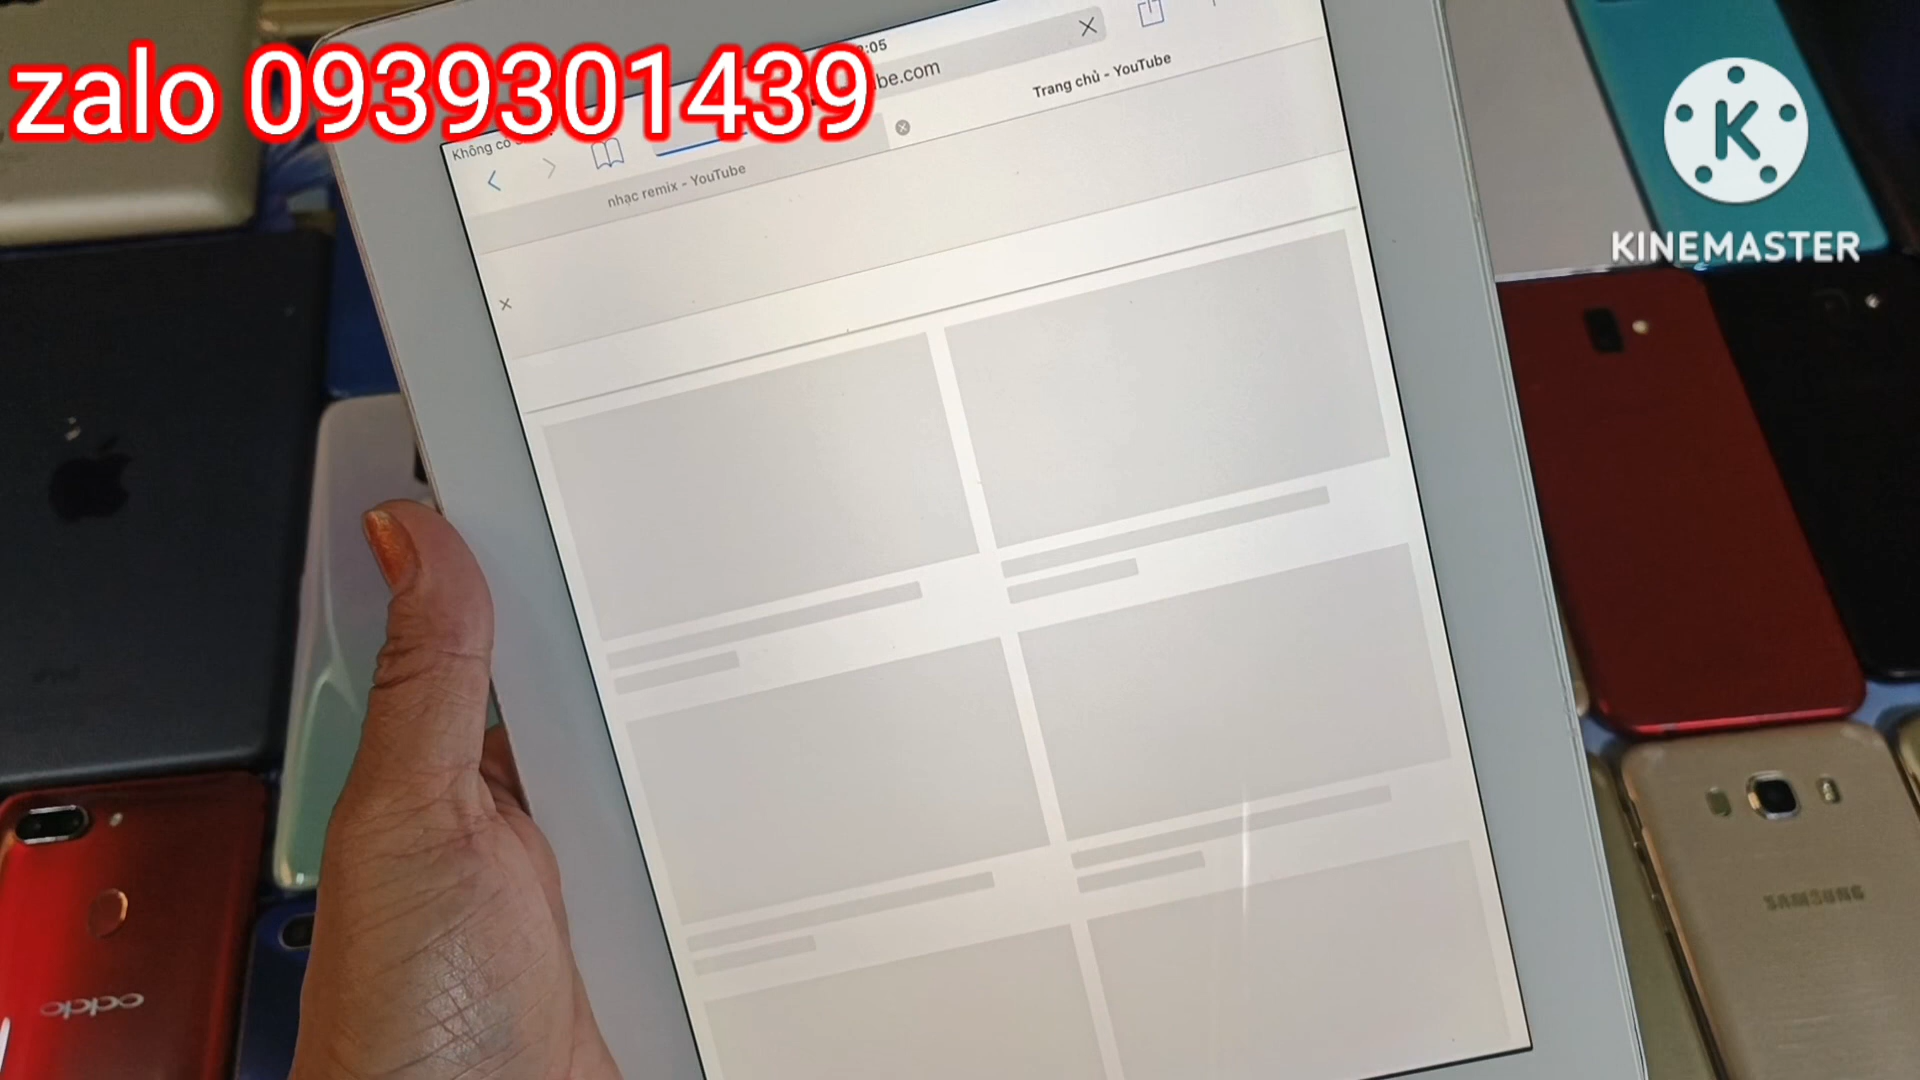 zalo 0939301439
:05
be.com
Không có
Trang chủ - YouTube
nhạc remix - YouTube
K
KINEMASTER
SAMSUNG
oppo